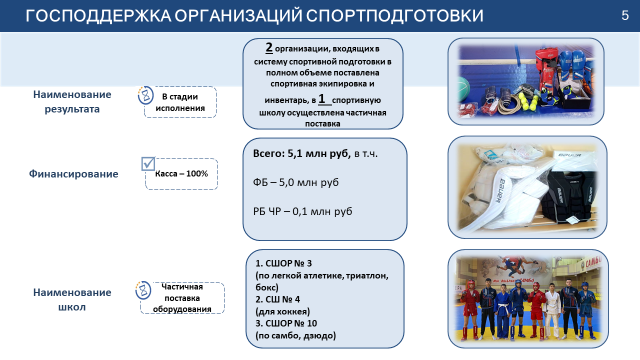 ГОСПОДДЕРЖКА ОРГАНИЗАЦИЙ СПОРТПОДГОТОВКИ
5
Наименование
результата
В стадии
исполнения
2 организации, входящих в
систему спортивной подготовки в
полном объеме поставлена
спортивная экипировка и
инвентарь, в 1 спортивную
школу осуществлена частичная
поставка
Финансирование
Касса – 100%
Всего: 5,1 млн руб, в т.ч.
ФБ – 5,0 млн руб
РБ ЧР – 0,1 млн руб
Наименование
школ
Частичная
поставка
оборудования
1. СШОР № 3
(по легкой атлетике, триатлон,
бокс)
2. СШ № 4
(для хоккея)
3. СШОР № 10
(по самбо, дзюдо)